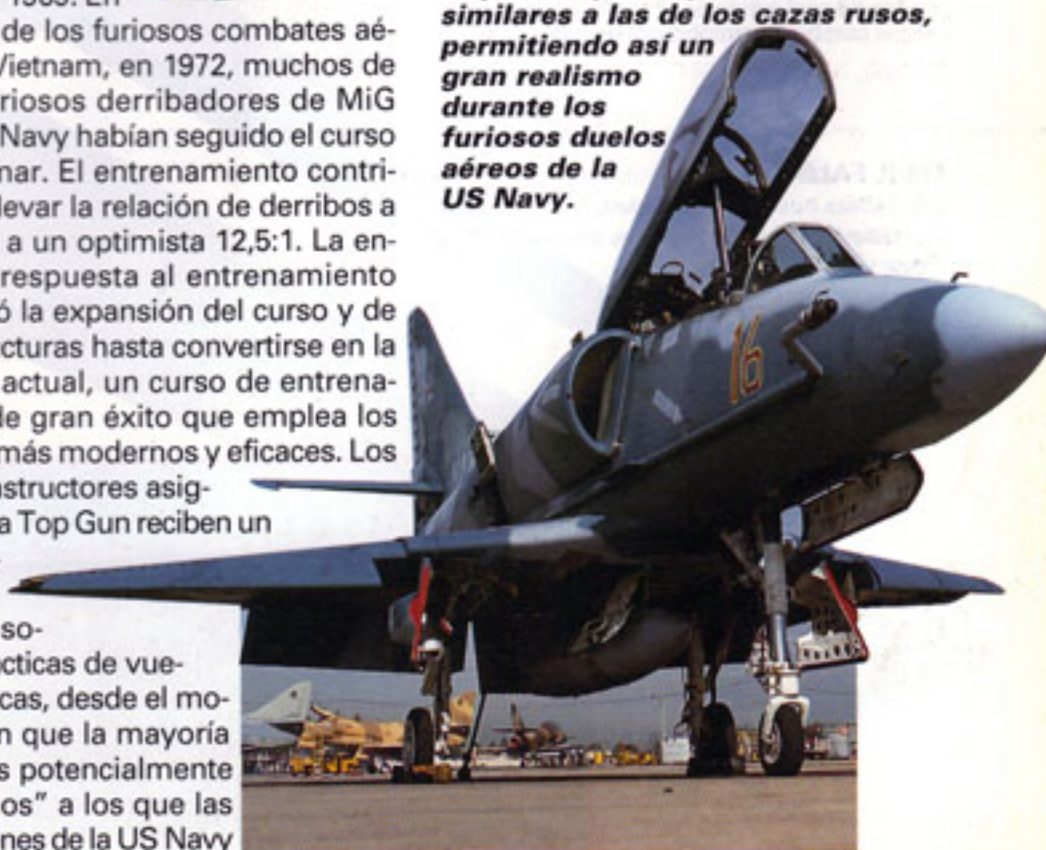 1969. En
de los furiosos combates aé-
Vietnam, en 1972, muchos de
riosos derribadores de MiG
Navy habían seguido el curso
nar. El entrenamiento contri-
levar la relación de derribos a
a un optimista 12,5:1. La en-
respuesta al entrenamiento
ó la expansión del curso y de
cturas hasta convertirse en la
actual, un curso de entrena-
de gran éxito que emplea los
más modernos y eficaces. Los
nstructores asig-
a Top Gun reciben un
so-
ácticas de vue-
cas, desde el mo-
n que la mayoría
s potencialmente
os” a los que las
nes de la US Navy
similares a las de los cazas rusos,
permitiendo así un
gran realismo
durante los
furiosos duelos
aéreos de la
US Navy.
16